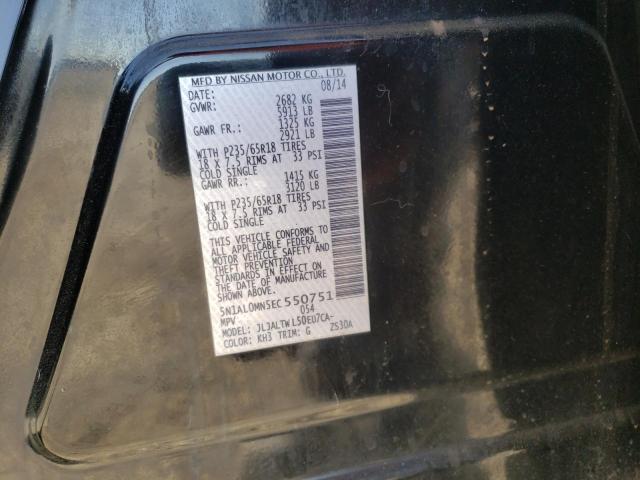 MFD BY NISSAN MOTOR CO., LTD.
DATE: 08/14
GVWR: 2682 KG
5913 LB
GAWR FR.: 1325 KG
2921 LB
WITH P235/65R18 TIRES
18 X 7.5 RIMS AT 33 PSI
COLD SINGLE
GAWR RR.: 1415 KG
3120 LB
WITH P235/65R18 TIRES
18 X 7.5 RIMS AT 33 PSI
COLD SINGLE
THIS VEHICLE CONFORMS TO
ALL APPLICABLE FEDERAL
MOTOR VEHICLE SAFETY AND
THEFT PREVENTION
STANDARDS IN EFFECT ON
THE DATE OF MANUFACTURE
SHOWN ABOVE.
5N1AL0MN5EC550751
MPV 054
MODEL: JLJALTWL50E07CA-
COLOR: KH3 TRIM: G ZS30A